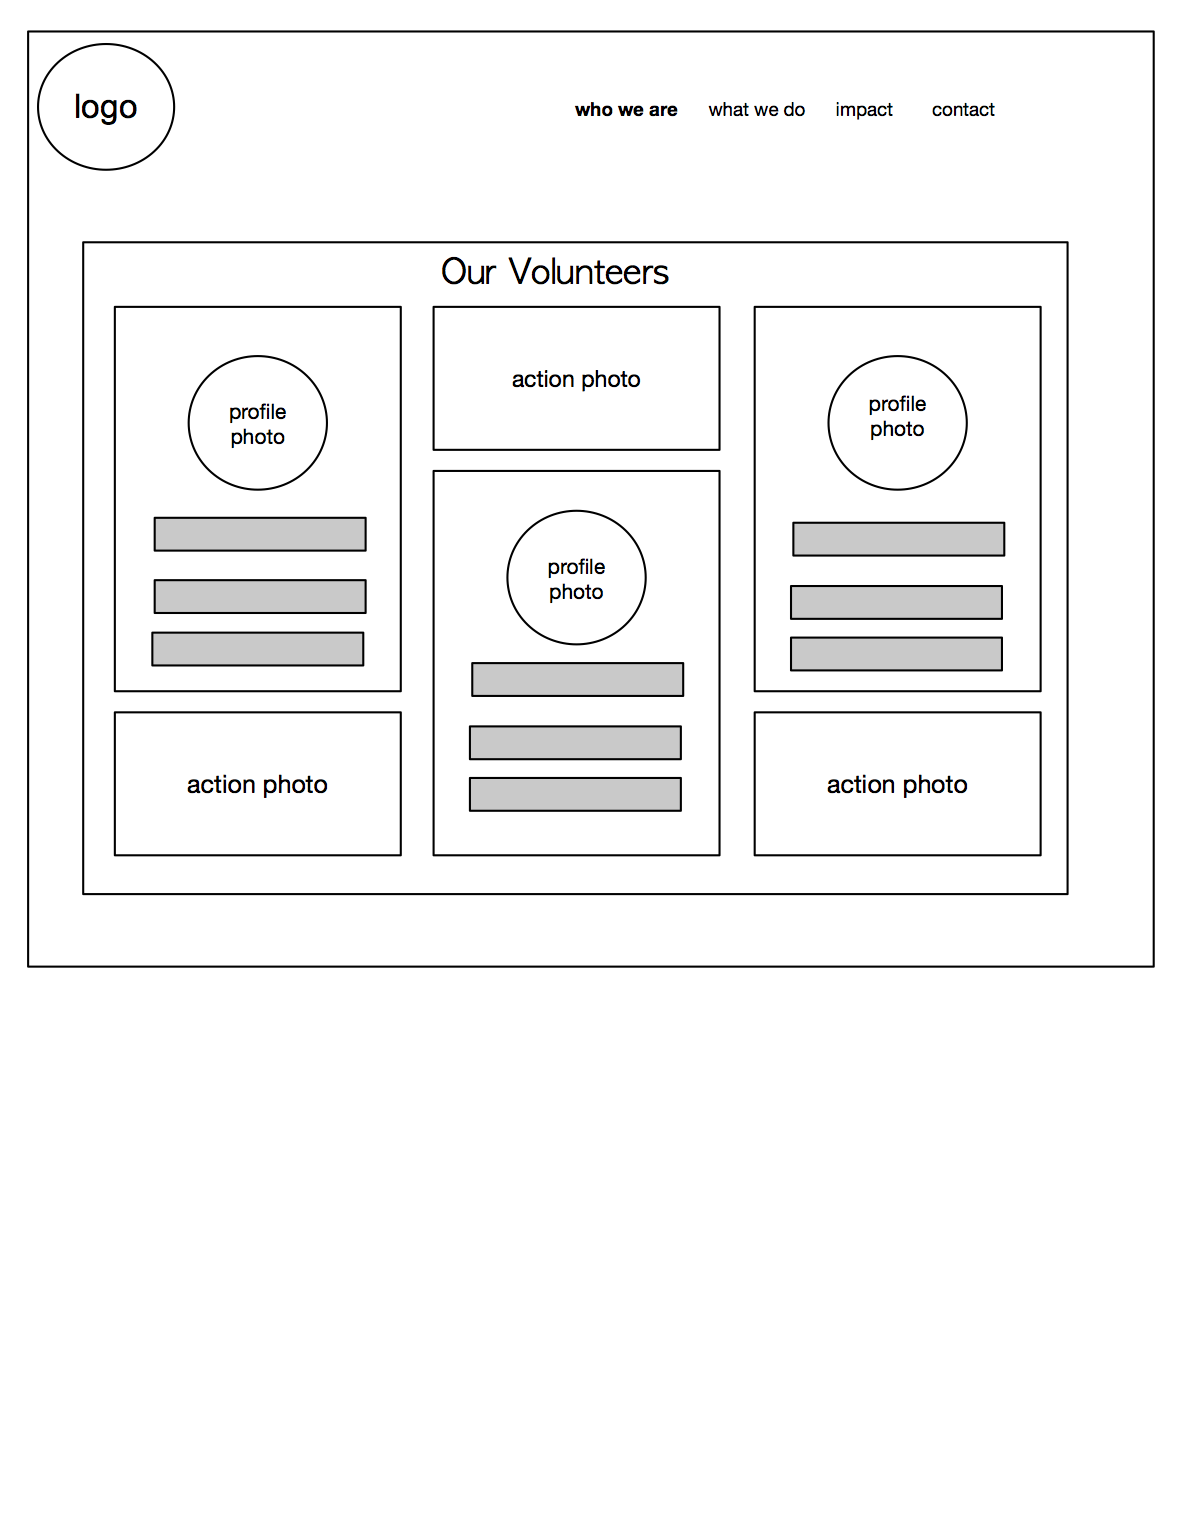 logo
who we are what we do impact contact
Our Volunteers
profile
photo
action photo
profile
photo
profile
photo
action photo
action photo